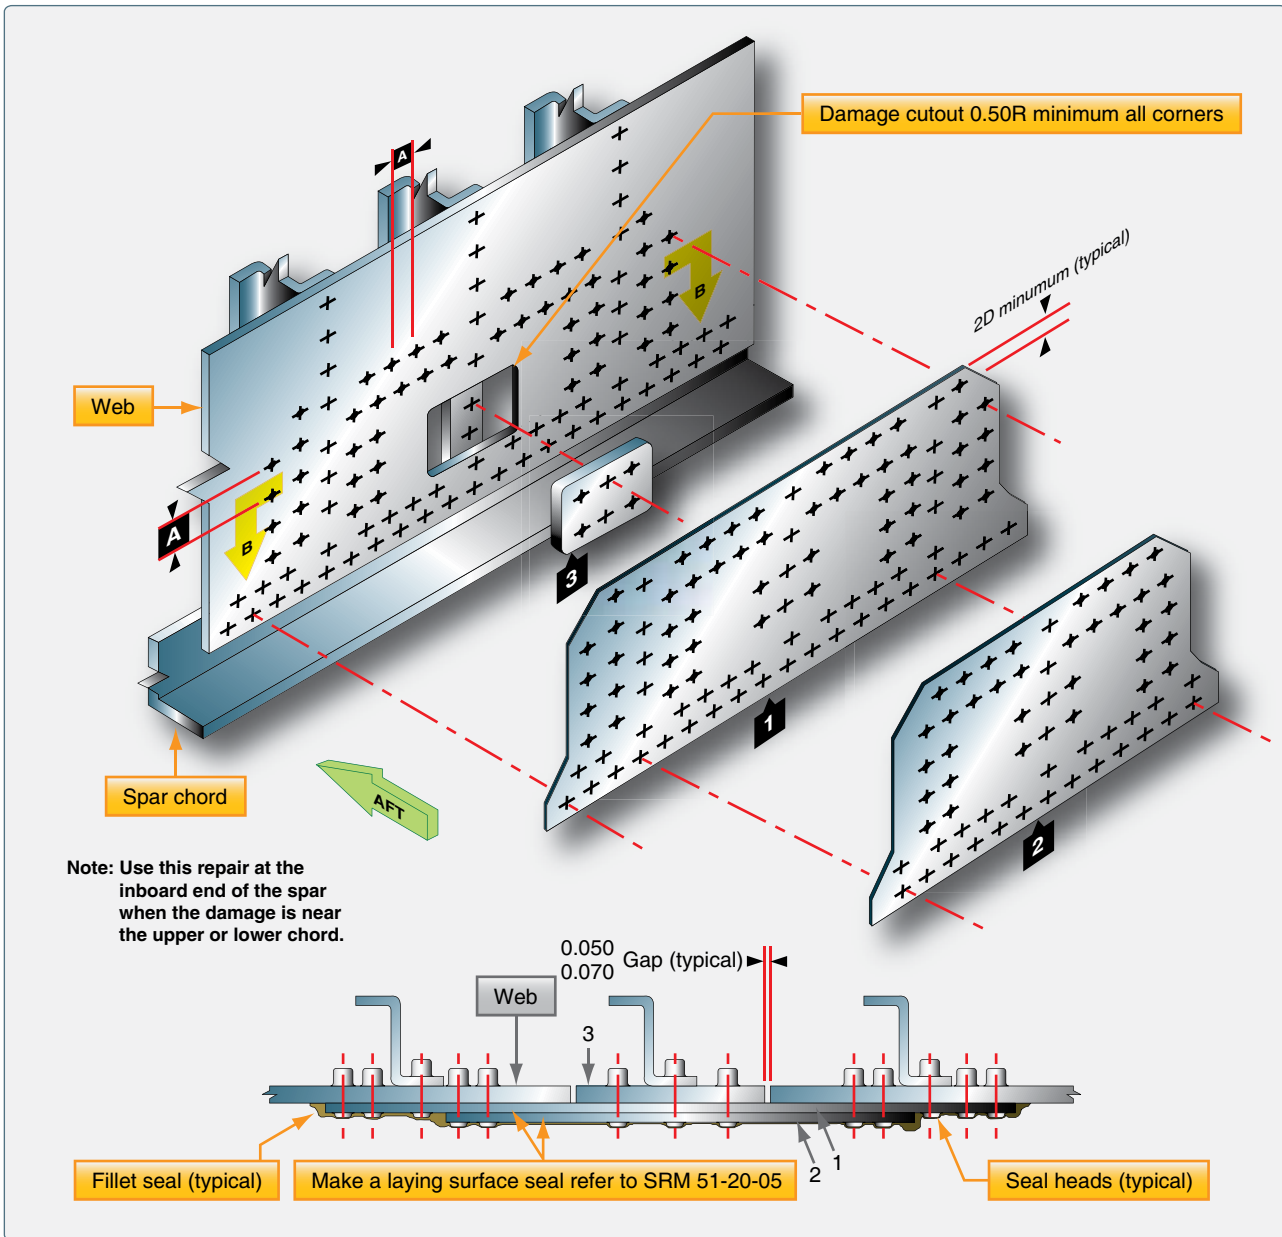 Damage cutout 0.50R minimum all corners
A
2D minumum (typical)
B
Web
A
B
3
1
2
Spar chord
AFT
Note: Use this repair at the
inboard end of the spar
when the damage is near
the upper or lower chord.
0.050
0.070
Gap (typical)
Web
3
1
2
Fillet seal (typical)
Make a laying surface seal refer to SRM 51-20-05
Seal heads (typical)